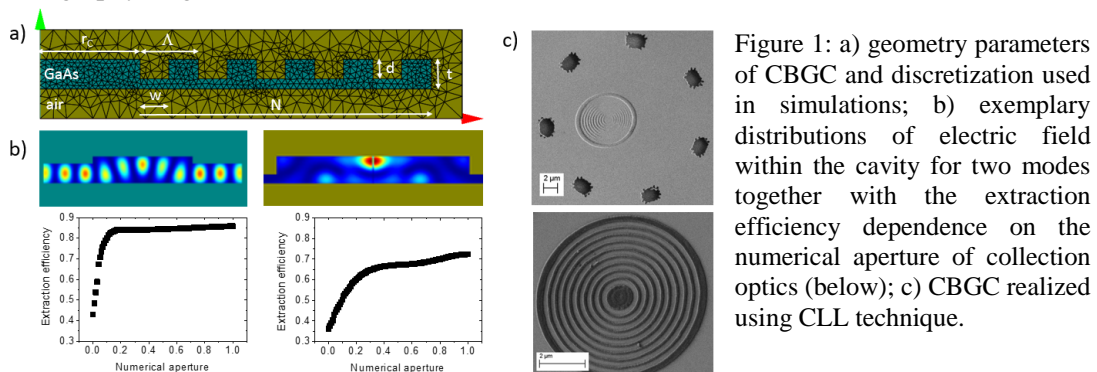 a)
r_c
Λ
GaAs
d
t
w
air
N
b)
0.9
0.8
0.7
0.6
0.5
0.4
0.3
Extraction efficiency
0.0 0.2 0.4 0.6 0.8 1.0
Numerical aperture
0.9
0.8
0.7
0.6
0.5
0.4
0.3
Extraction efficiency
0.0 0.2 0.4 0.6 0.8 1.0
Numerical aperture
c)
2 μm
2 μm
Figure 1: a) geometry parameters
of CBGC and discretization used
in simulations; b) exemplary
distributions of electric field
within the cavity for two modes
together with the extraction
efficiency dependence on the
numerical aperture of collection
optics (below); c) CBGC realized
using CLL technique.